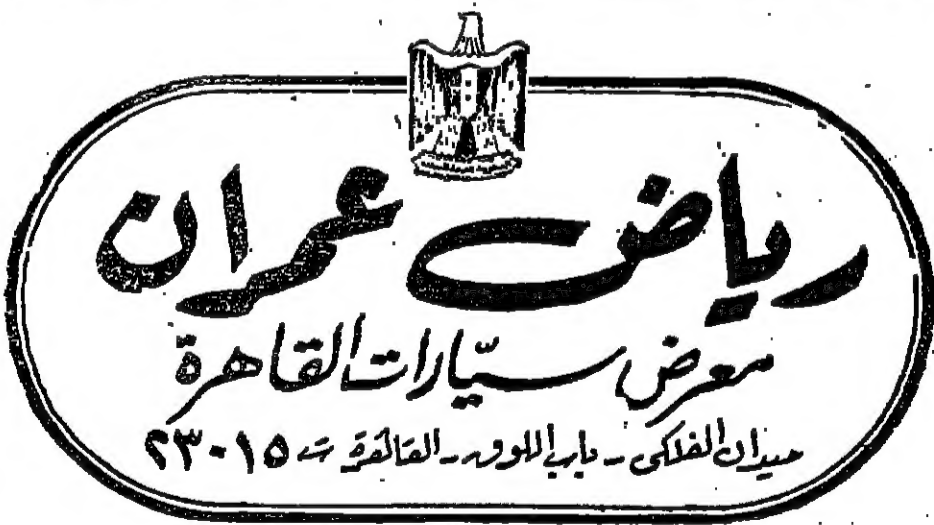 رياض عمران
معرض سيّارات القاهرة
ميدان الفلكى - باب اللوق - القاهرة ت ٢٣٠١٥